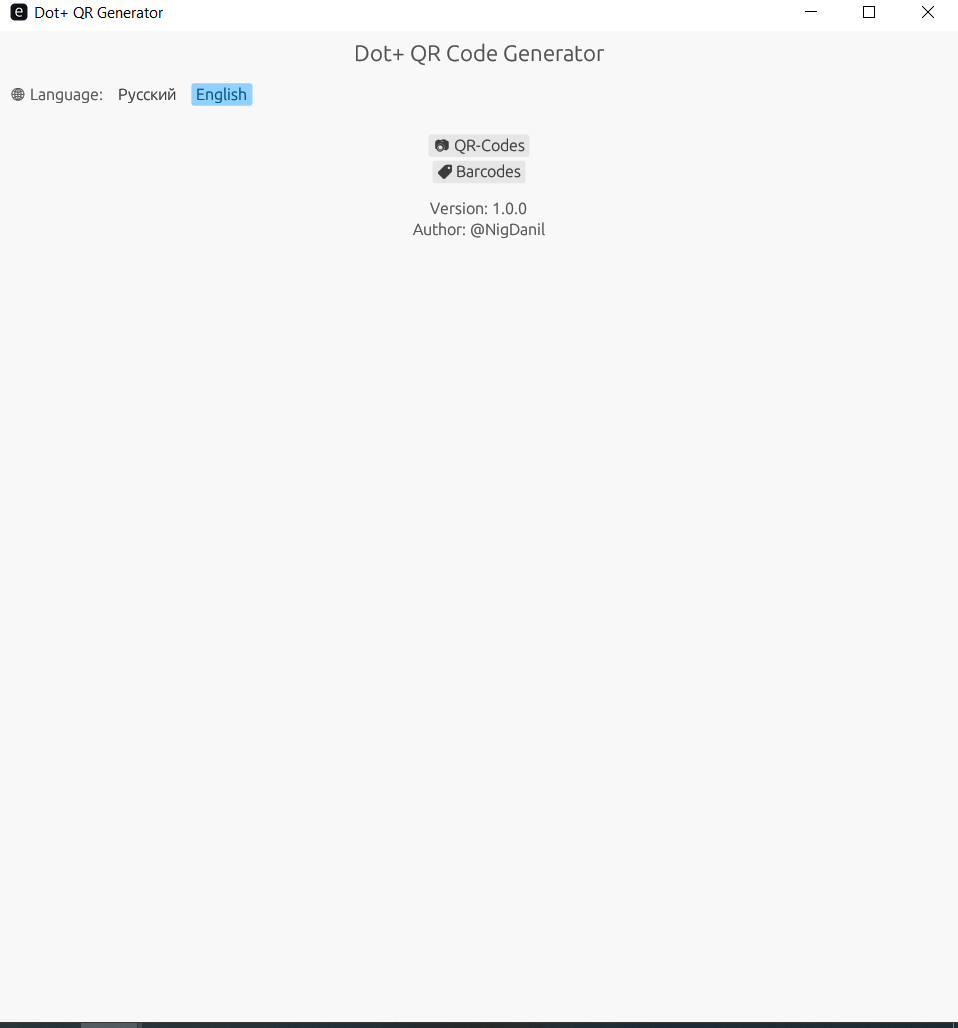 e Dot+ QR Generator
Dot+ QR Code Generator
Language: Русский English
QR-Codes
Barcodes
Version: 1.0.0
Author: @NigDanil